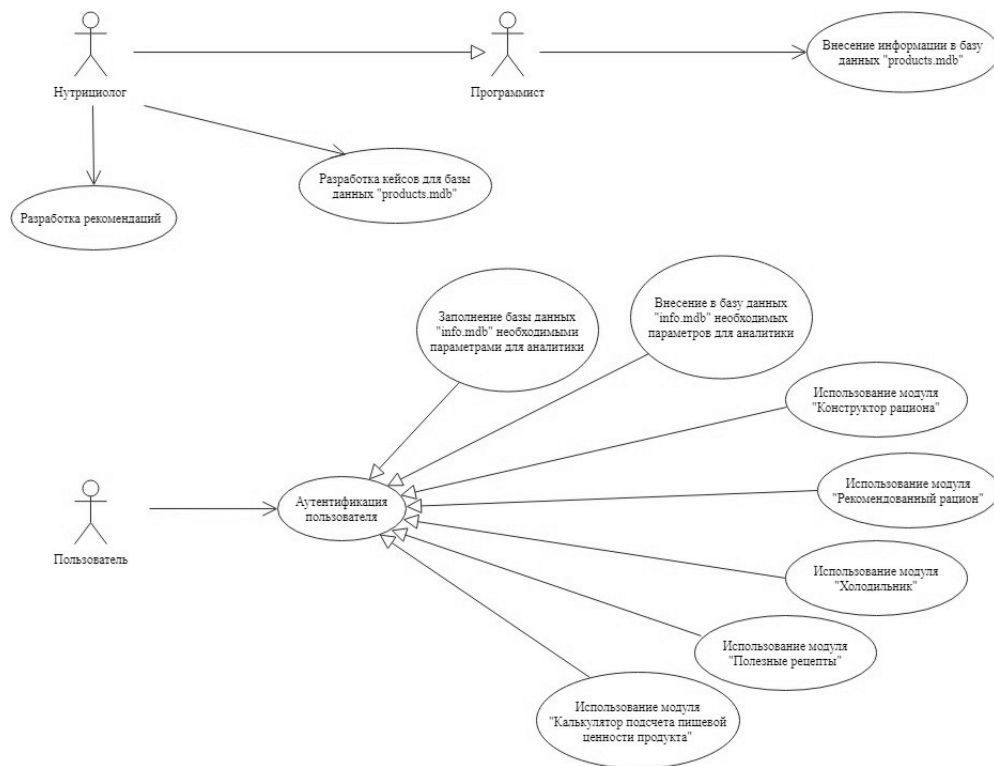 Нутрициолог
Программист
Внесение информации в базу
данных "products.mdb"
Разработка кейсов для базы
данных "products.mdb"
Разработка рекомендаций
Заполнение базы данных
"info.mdb" необходимыми
параметрами для аналитики
Внесение в базу данных
"info.mdb" необходимых
параметров для аналитики
Использование модуля
"Конструктор рациона"
Использование модуля
"Рекомендованный рацион"
Аутентификация
пользователя
Пользователь
Использование модуля
"Холодильник"
Использование модуля
"Полезные рецепты"
Использование модуля
"Калькулятор подсчета пищевой
ценности продукта"